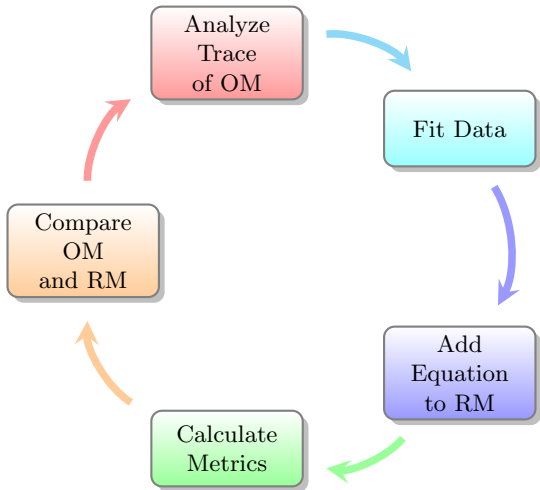 Analyze
Trace
of OM
Fit Data
Add
Equation
to RM
Calculate
Metrics
Compare
OM
and RM